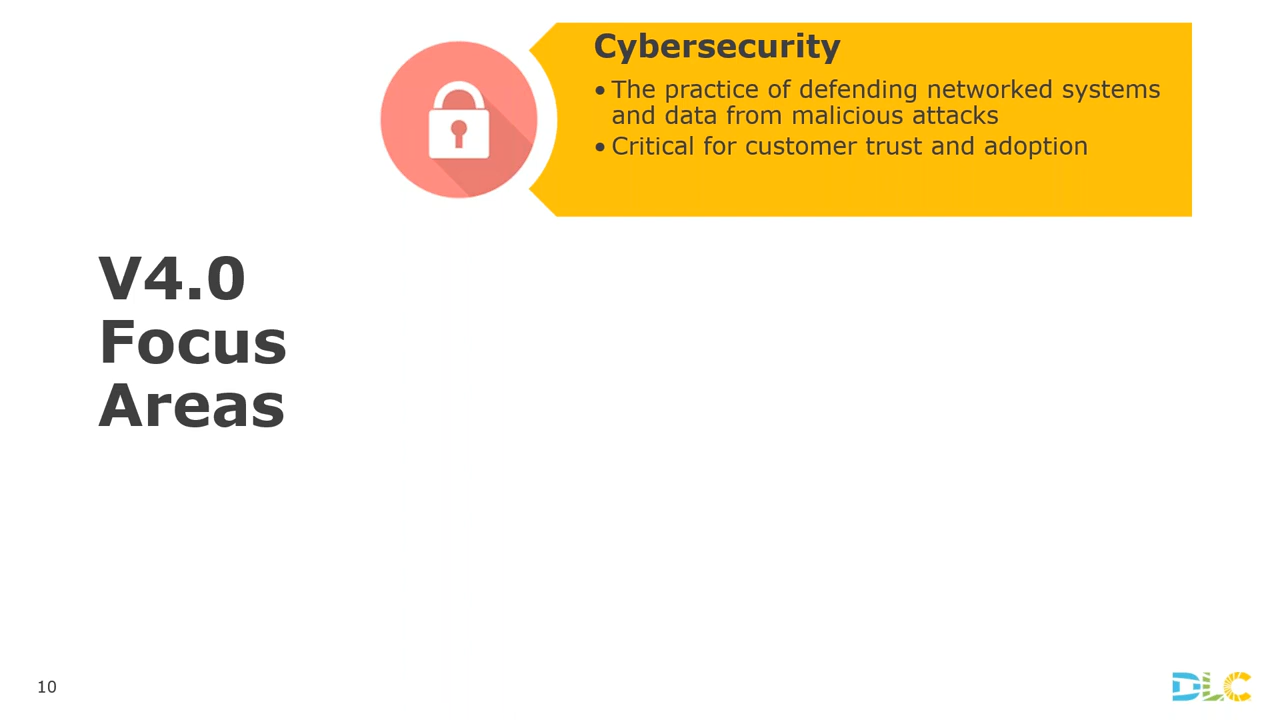 Cybersecurity
• The practice of defending networked systems
and data from malicious attacks
• Critical for customer trust and adoption
V4.0
Focus
Areas
10
DLC